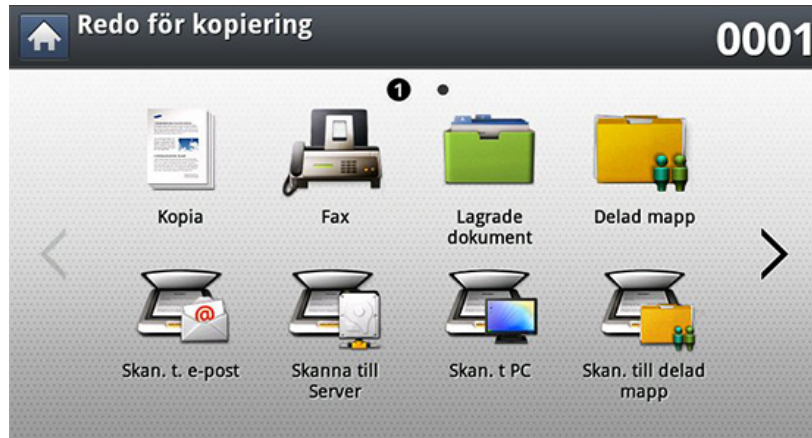 Redo för kopiering
0001
1
Kopia
Fax
Lagrade
dokument
Delad mapp
@
Skan. t. e-post
Skanna till
Server
Skan. t PC
Skan. till delad
mapp